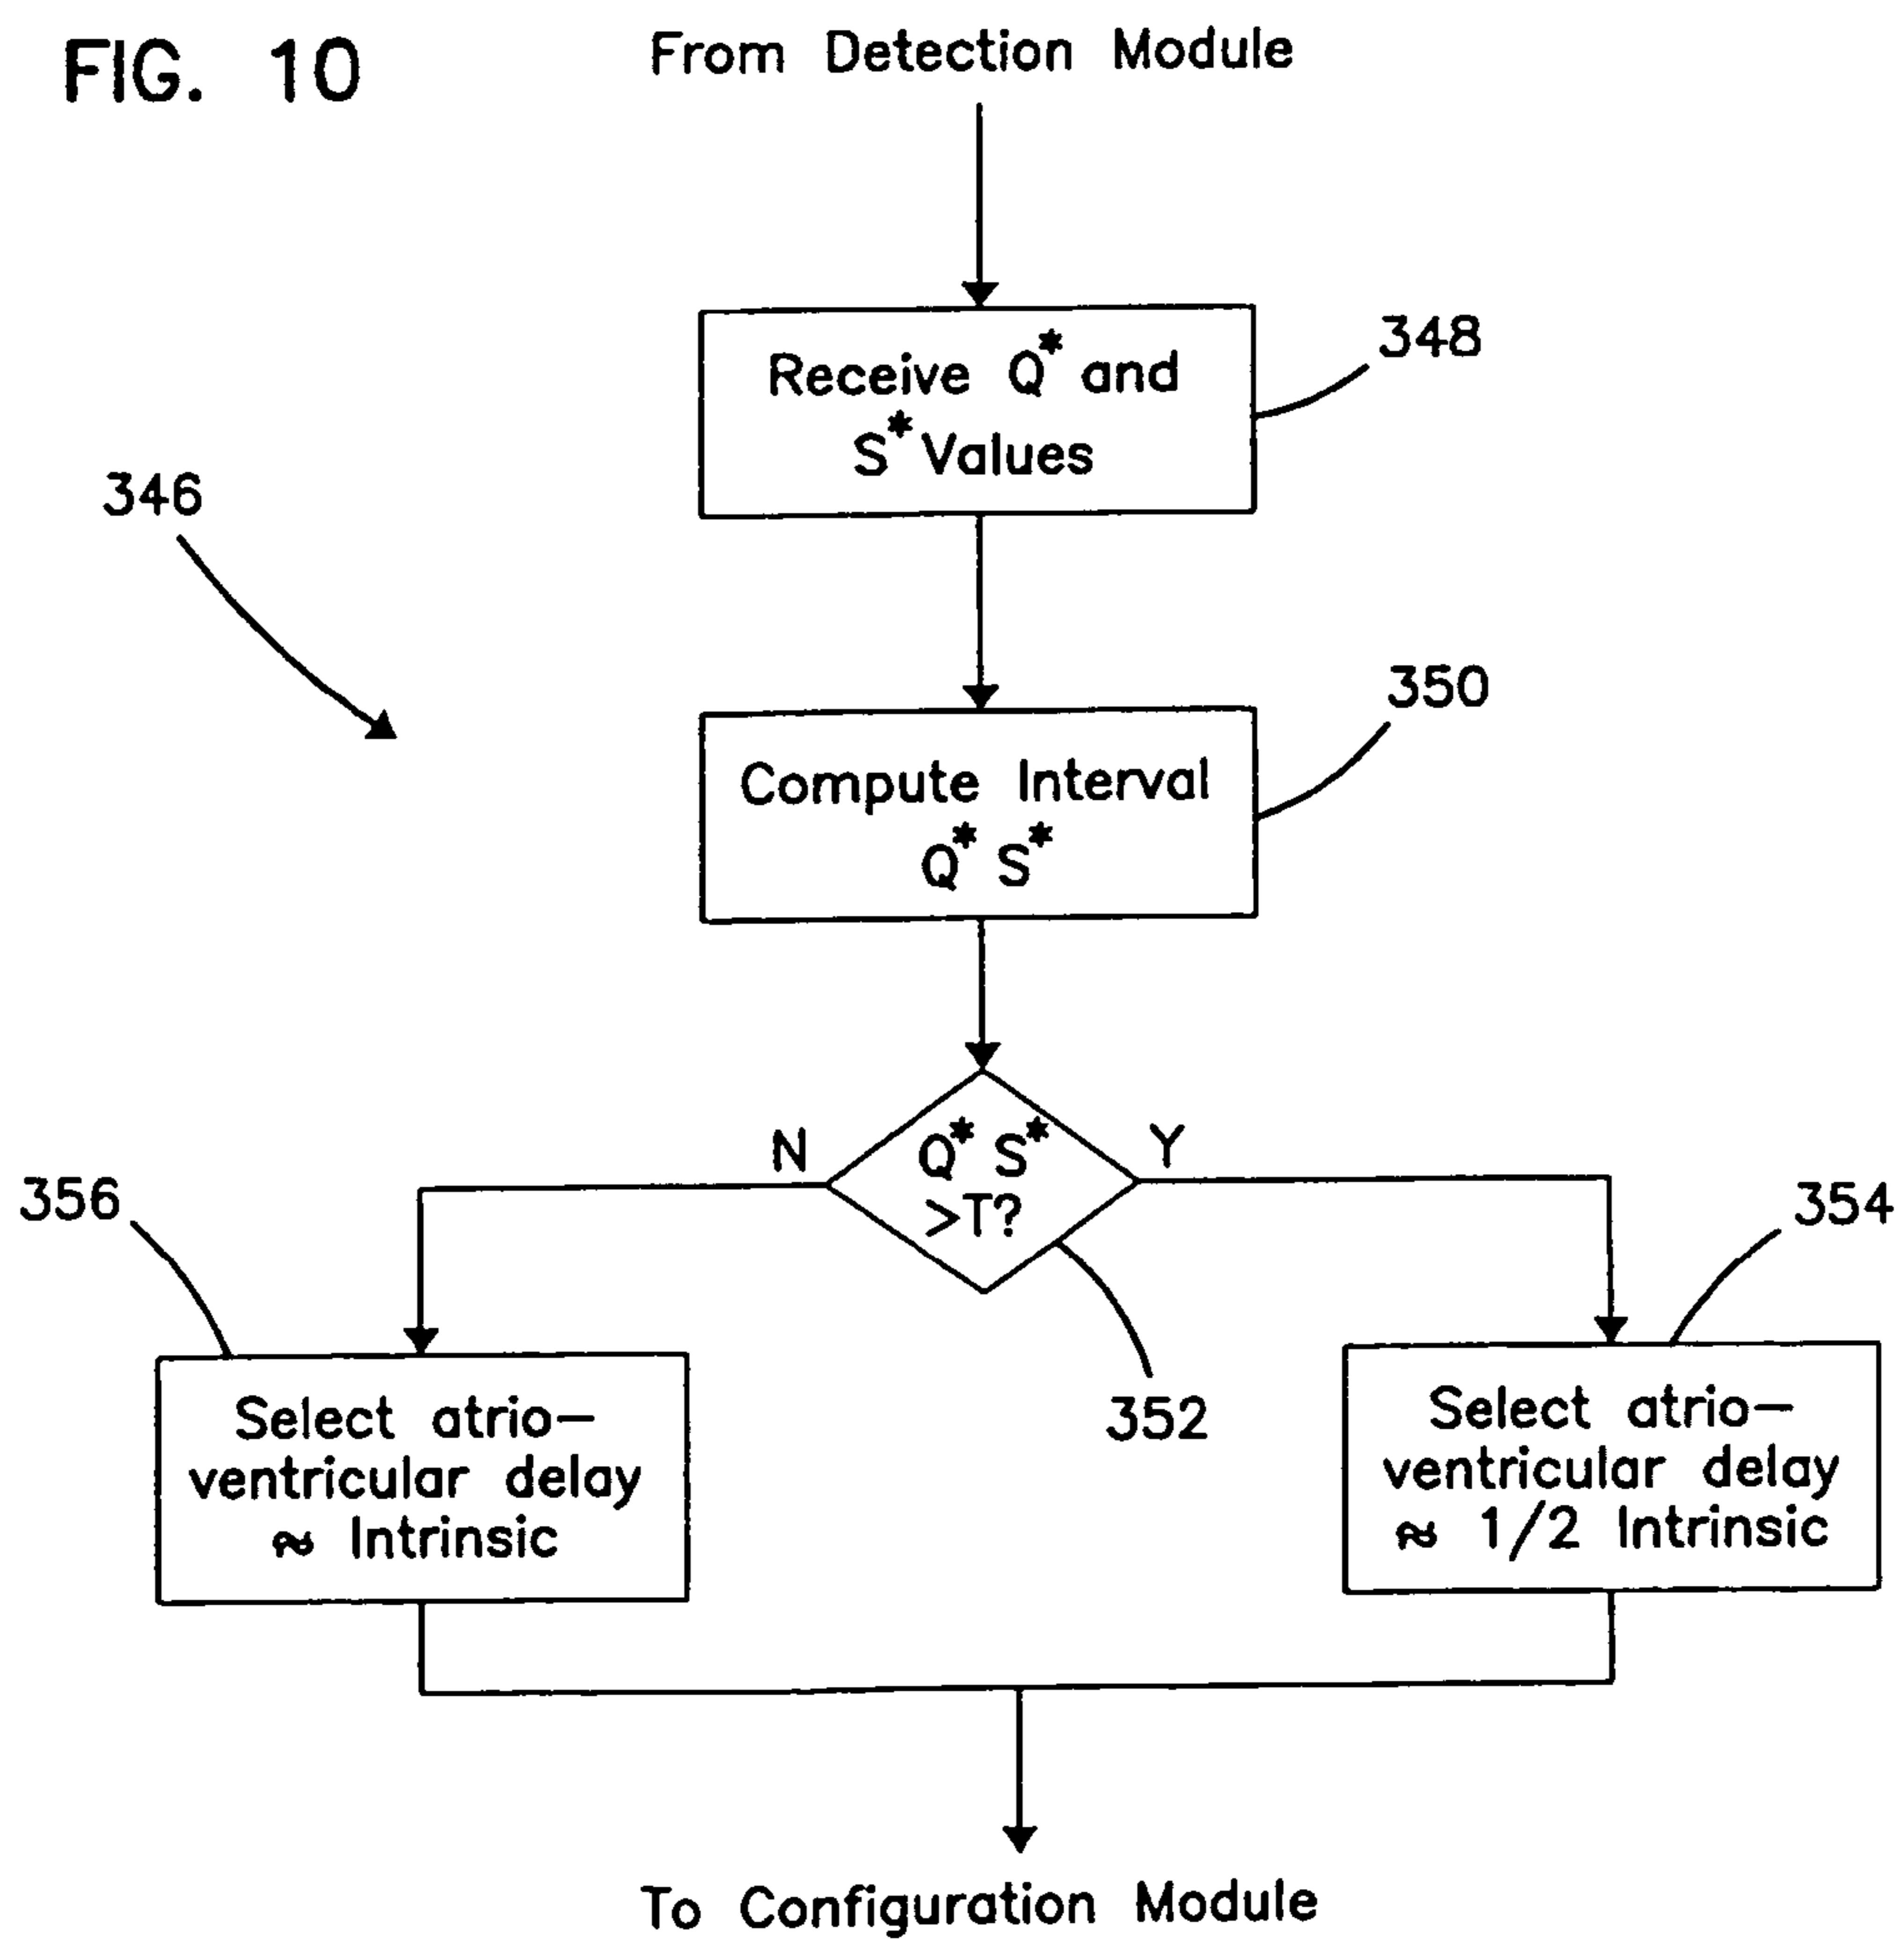 FIG. 10
From Detection Module
Receive Q* and
S* Values
348
346
Compute Interval
Q* S*
350
N
Q* S*
>T?
Y
356
354
352
Select atrio-
ventricular delay
≈ Intrinsic
Select atrio-
ventricular delay
≈ 1/2 Intrinsic
To Configuration Module